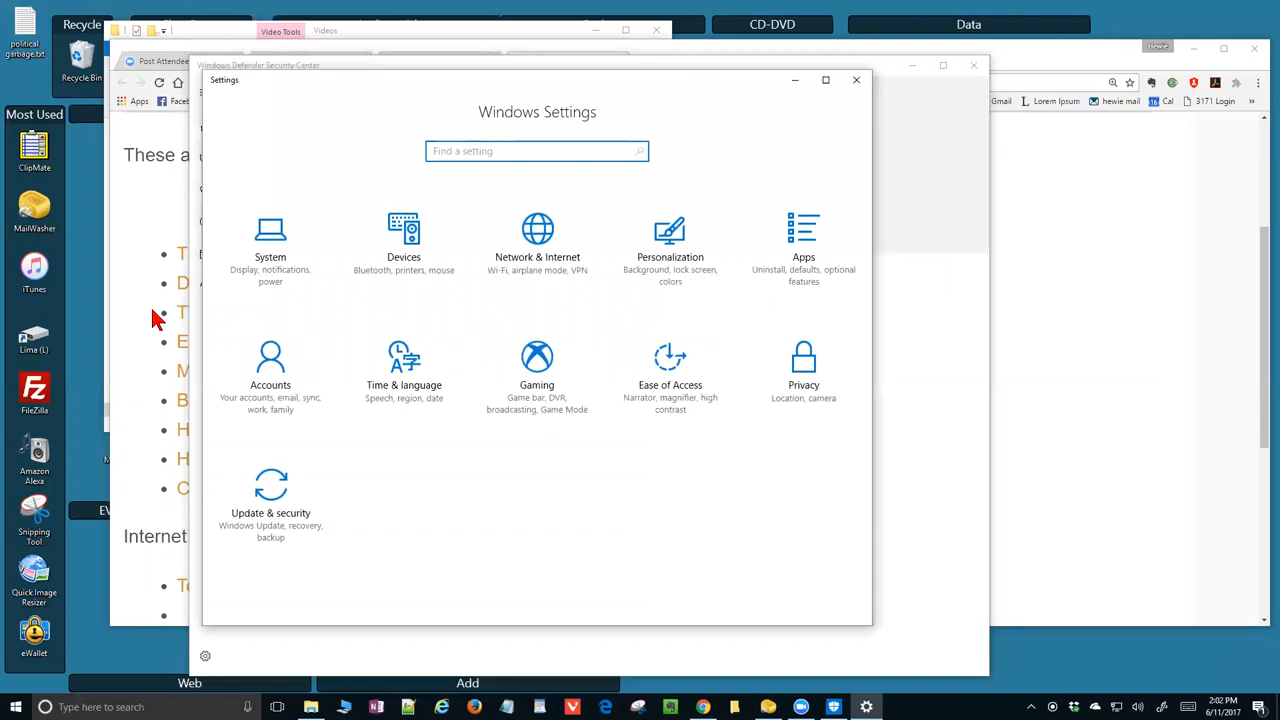 political
garbage.txt
Recycle
Recycle Bin
Video Tools
Videos
CD-DVD
Data
Hewie
Post Attendee
Windows Defender Security Center
Apps
Gmail
Lorem Ipsum
hewie mail
Cal
3171 Login
Most Used
ClipMate
MailWasher
iTunes
Lima (L)
FileZilla
Amazon
Alexa
Snipping
Tool
Quick Image
Resizer
eWallet
These a
T
D
T
E
M
B
H
H
C
Internet
Settings
Windows Settings
Find a setting
System
Display, notifications,
power
Devices
Bluetooth, printers, mouse
Network & Internet
Wi-Fi, airplane mode, VPN
Personalization
Background, lock screen,
colors
Apps
Uninstall, defaults, optional
features
Accounts
Your accounts, email, sync,
work, family
Time & language
Speech, region, date
Gaming
Game bar, DVR,
broadcasting, Game Mode
Ease of Access
Narrator, magnifier, high
contrast
Privacy
Location, camera
Update & security
Windows Update, recovery,
backup
Web
Add
Type here to search
2:02 PM
6/11/2017